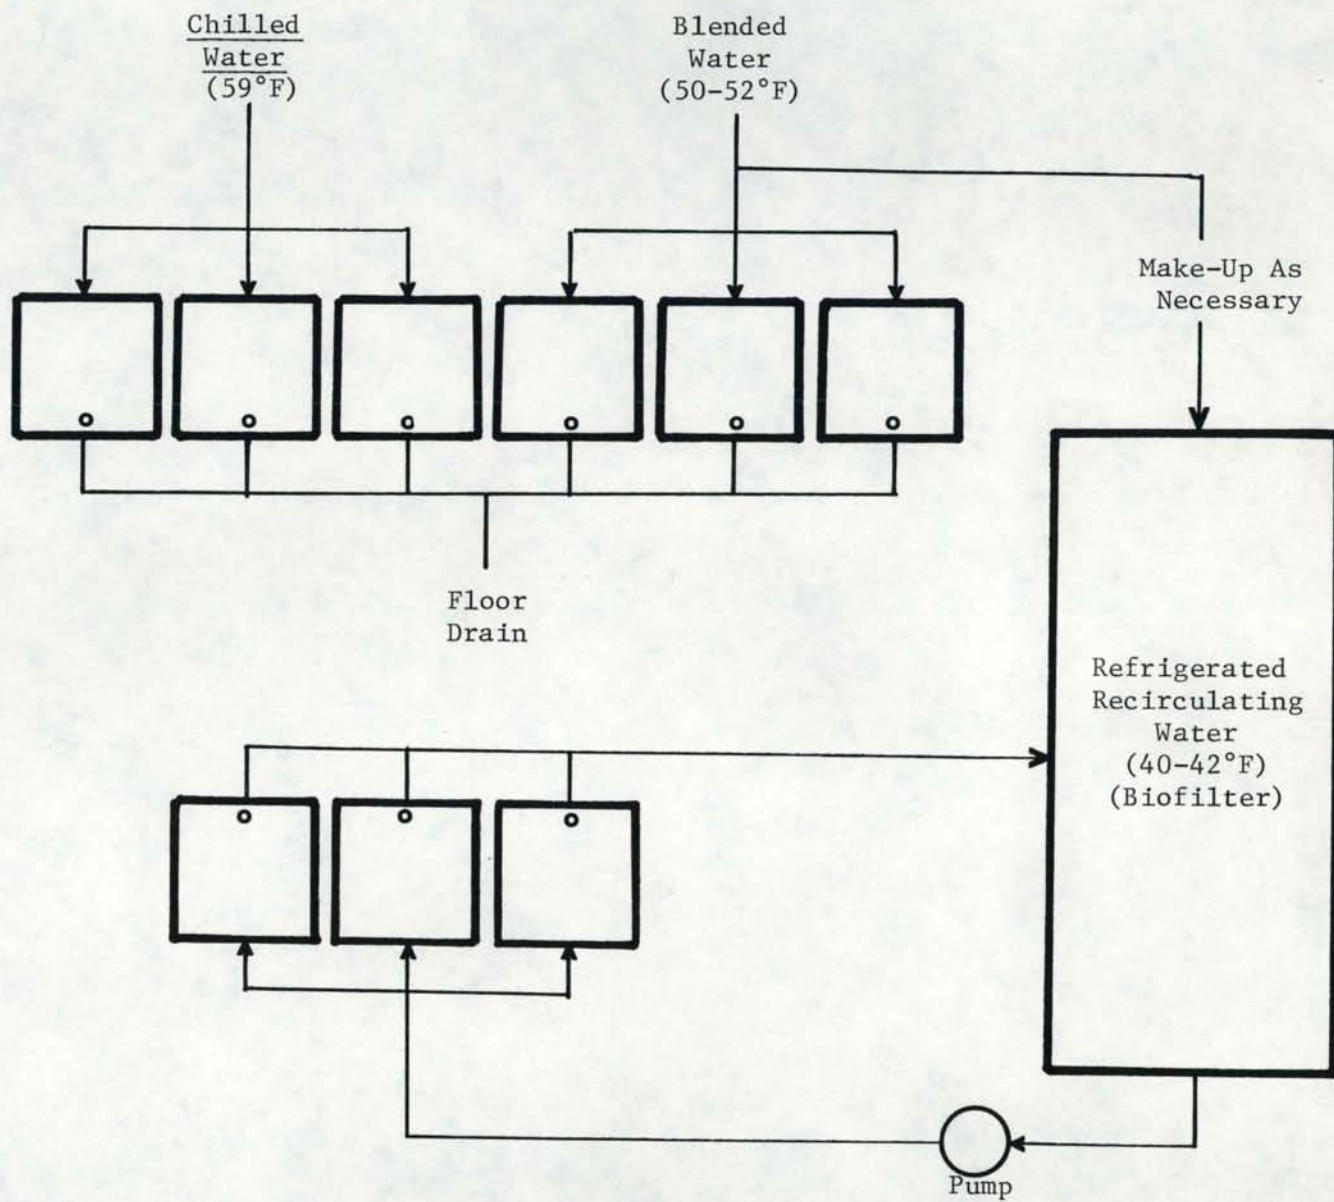 Chilled
Water
(59°F)
Blended
Water
(50-52°F)
Make-Up As
Necessary
Floor
Drain
Refrigerated
Recirculating
Water
(40-42°F)
(Biofilter)
Pump